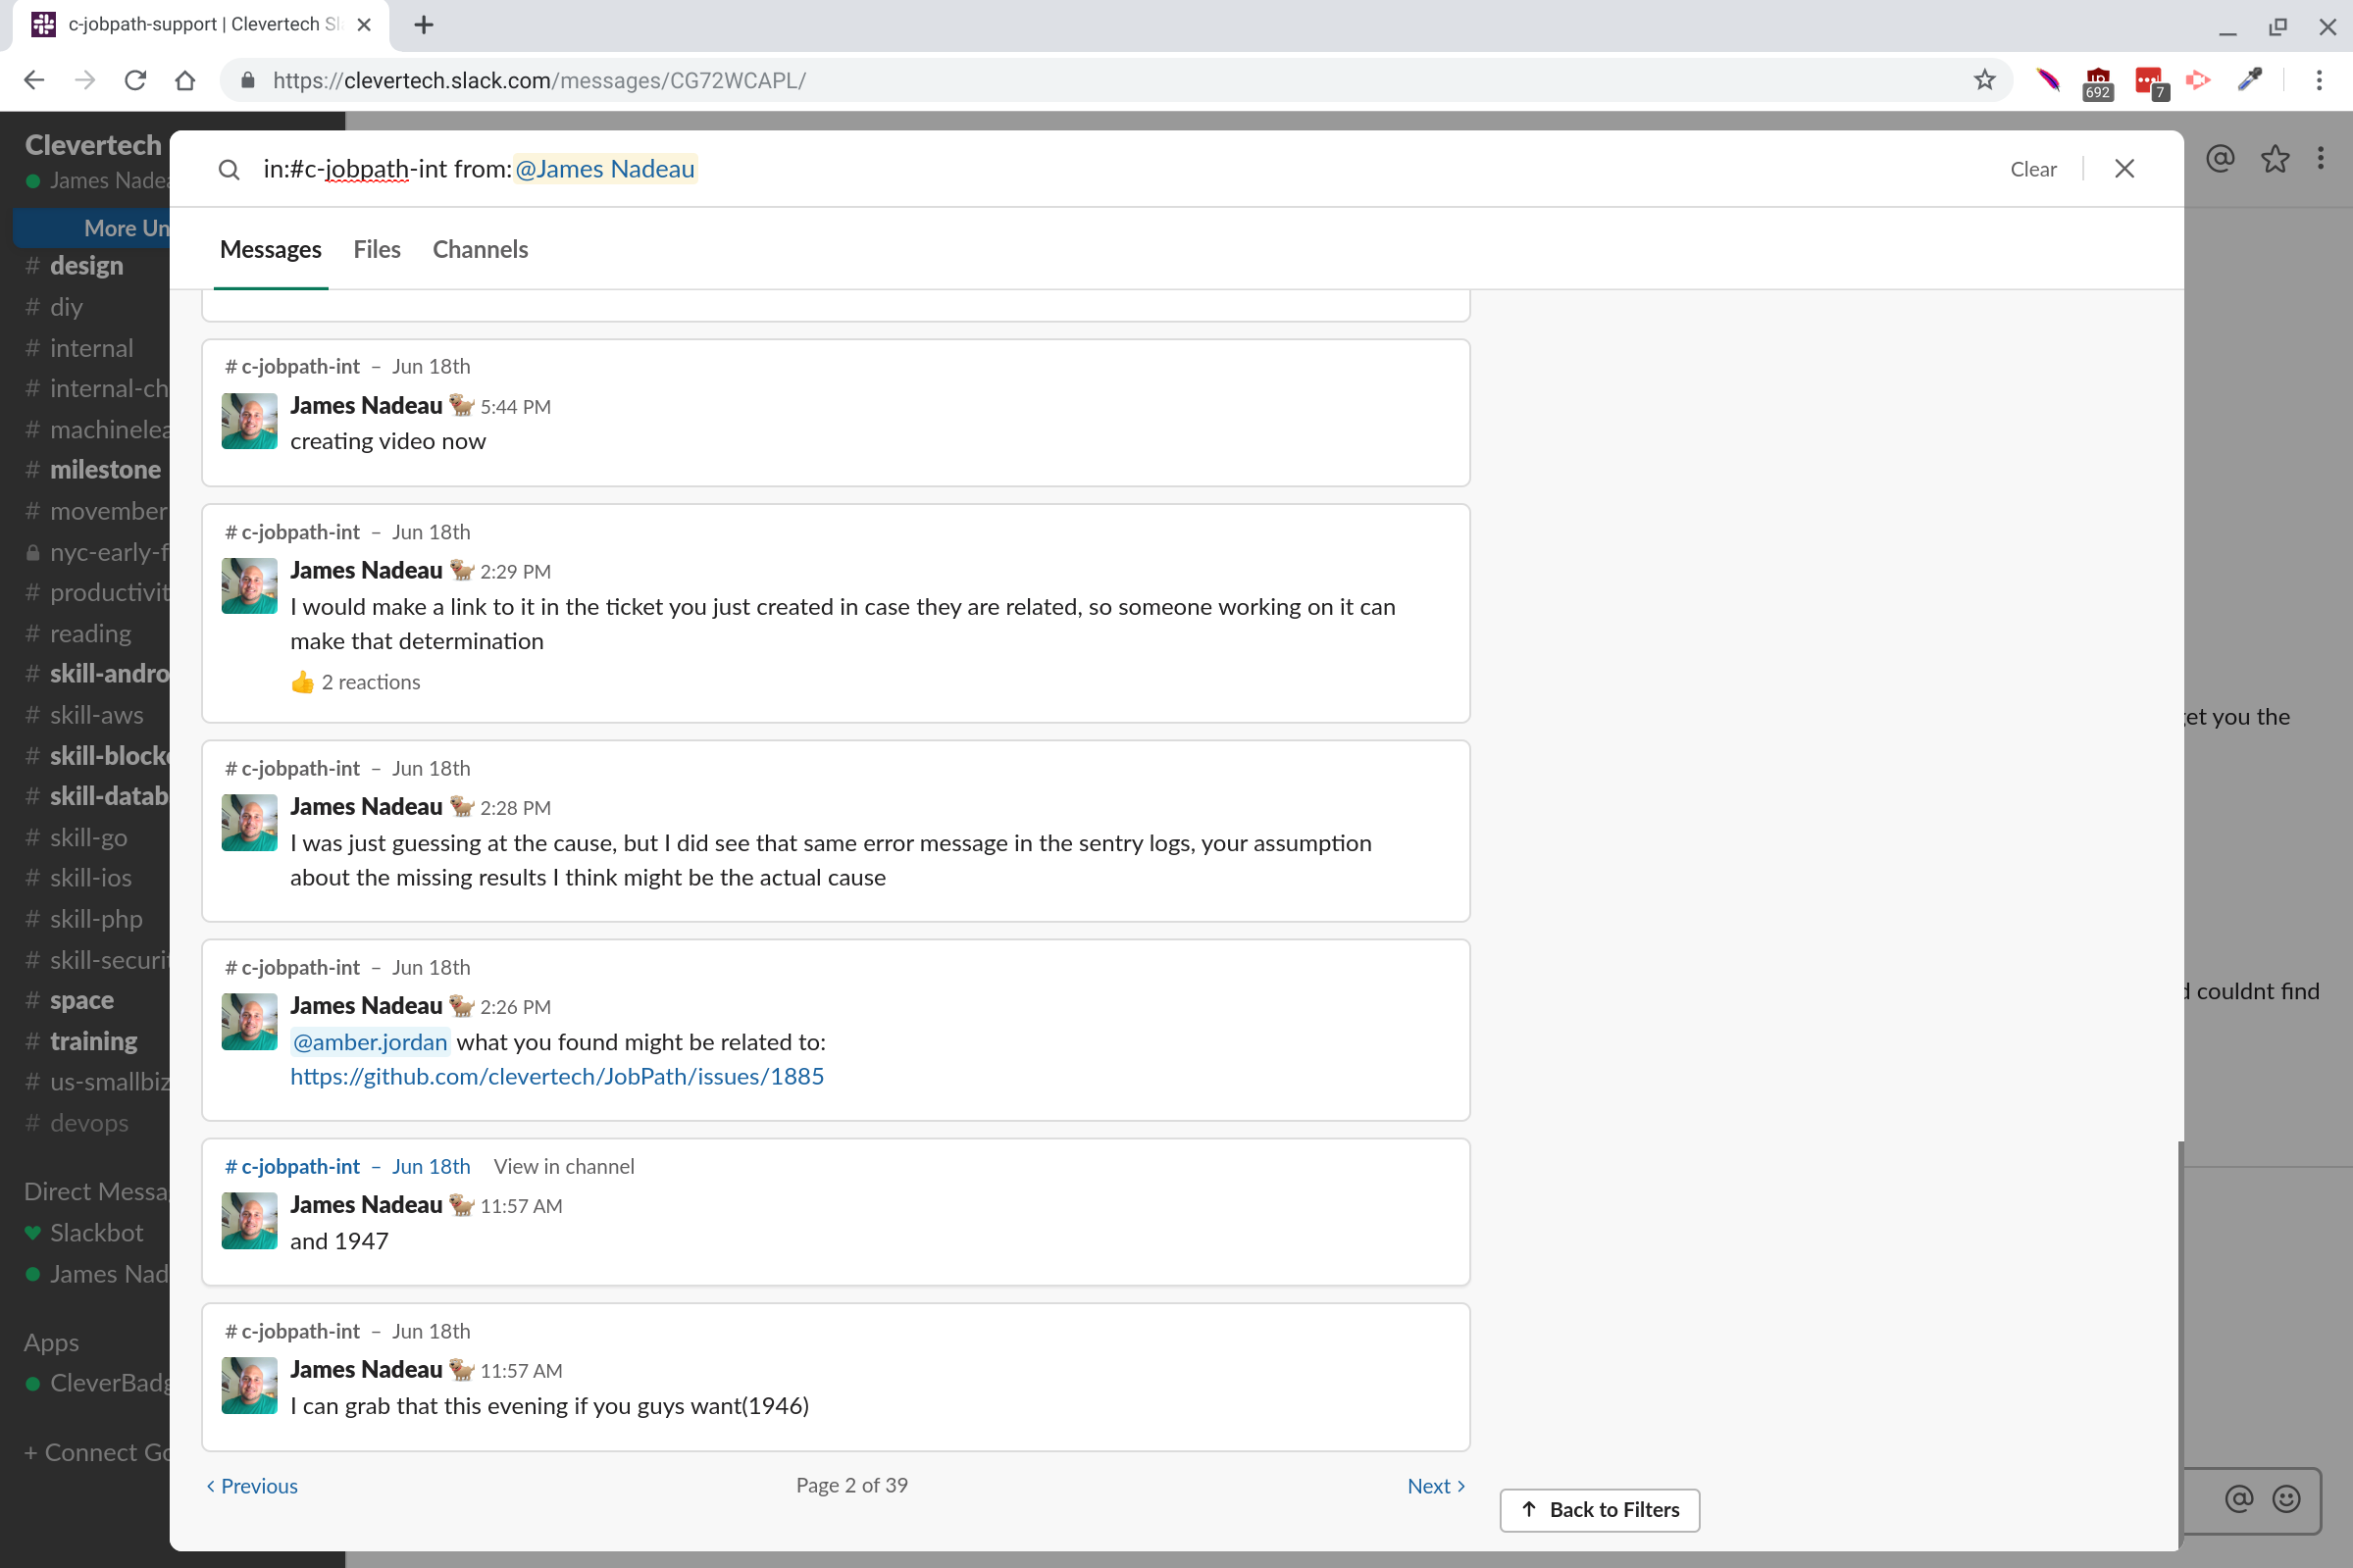 c-jobpath-support | Clevertech Sl
https://clevertech.slack.com/messages/CG72WCAPL/
692
7
Clevertech
James Nadea
More Un
# design
# diy
# internal
# internal-ch
# machinelea
# milestone
# movember
nyc-early-f
# productivit
# reading
# skill-andro
# skill-aws
# skill-blocke
# skill-datab
# skill-go
# skill-ios
# skill-php
# skill-securit
# space
# training
# us-smallbiz
# devops
Direct Messa
Slackbot
James Nad
Apps
CleverBadg
+ Connect Go
in:#c-jobpath-int from:@James Nadeau
Clear
Messages Files Channels
# c-jobpath-int – Jun 18th
James Nadeau 5:44 PM
creating video now
# c-jobpath-int – Jun 18th
James Nadeau 2:29 PM
I would make a link to it in the ticket you just created in case they are related, so someone working on it can
make that determination
2 reactions
# c-jobpath-int – Jun 18th
James Nadeau 2:28 PM
I was just guessing at the cause, but I did see that same error message in the sentry logs, your assumption
about the missing results I think might be the actual cause
# c-jobpath-int – Jun 18th
James Nadeau 2:26 PM
@amber.jordan what you found might be related to:
https://github.com/clevertech/JobPath/issues/1885
# c-jobpath-int – Jun 18th View in channel
James Nadeau 11:57 AM
and 1947
# c-jobpath-int – Jun 18th
James Nadeau 11:57 AM
I can grab that this evening if you guys want(1946)
Previous
Page 2 of 39
Next
Back to Filters
et you the
d couldnt find